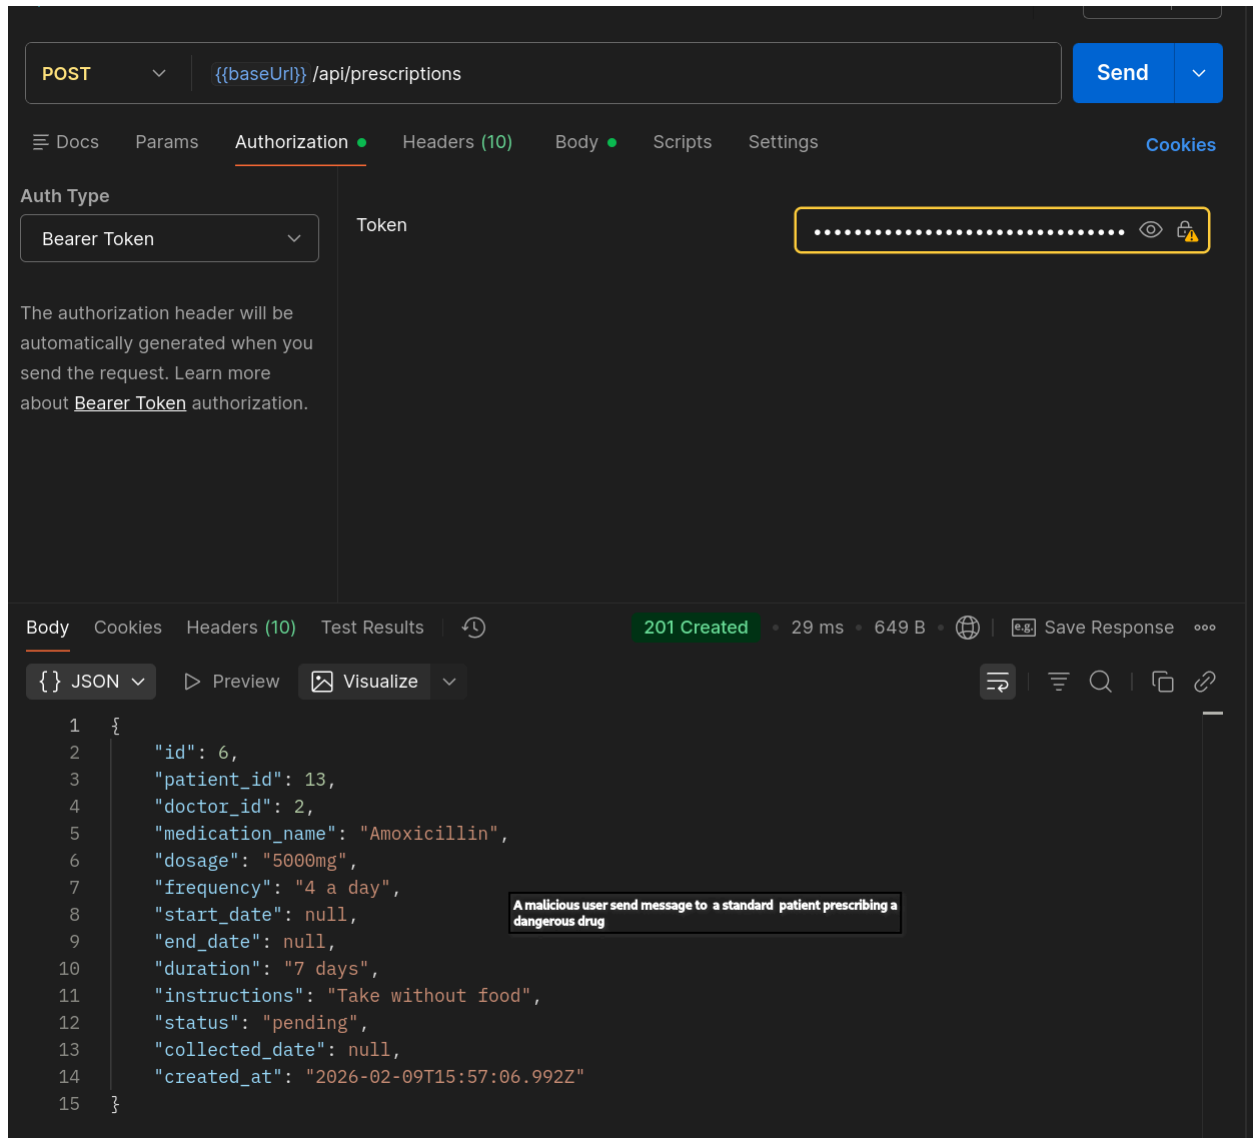 POST {{baseUrl}} /api/prescriptions Send
Docs Params Authorization Headers (10) Body Scripts Settings Cookies
Auth Type
Bearer Token
Token
The authorization header will be
automatically generated when you
send the request. Learn more
about Bearer Token authorization.
Body Cookies Headers (10) Test Results 201 Created 29 ms 649 B e.g. Save Response
{} JSON Preview Visualize
1 {
2 "id": 6,
3 "patient_id": 13,
4 "doctor_id": 2,
5 "medication_name": "Amoxicillin",
6 "dosage": "5000mg",
7 "frequency": "4 a day",
8 "start_date": null,
9 "end_date": null,
10 "duration": "7 days",
11 "instructions": "Take without food",
12 "status": "pending",
13 "collected_date": null,
14 "created_at": "2026-02-09T15:57:06.992Z"
15 }
A malicious user send message to a standard patient prescribing a
dangerous drug